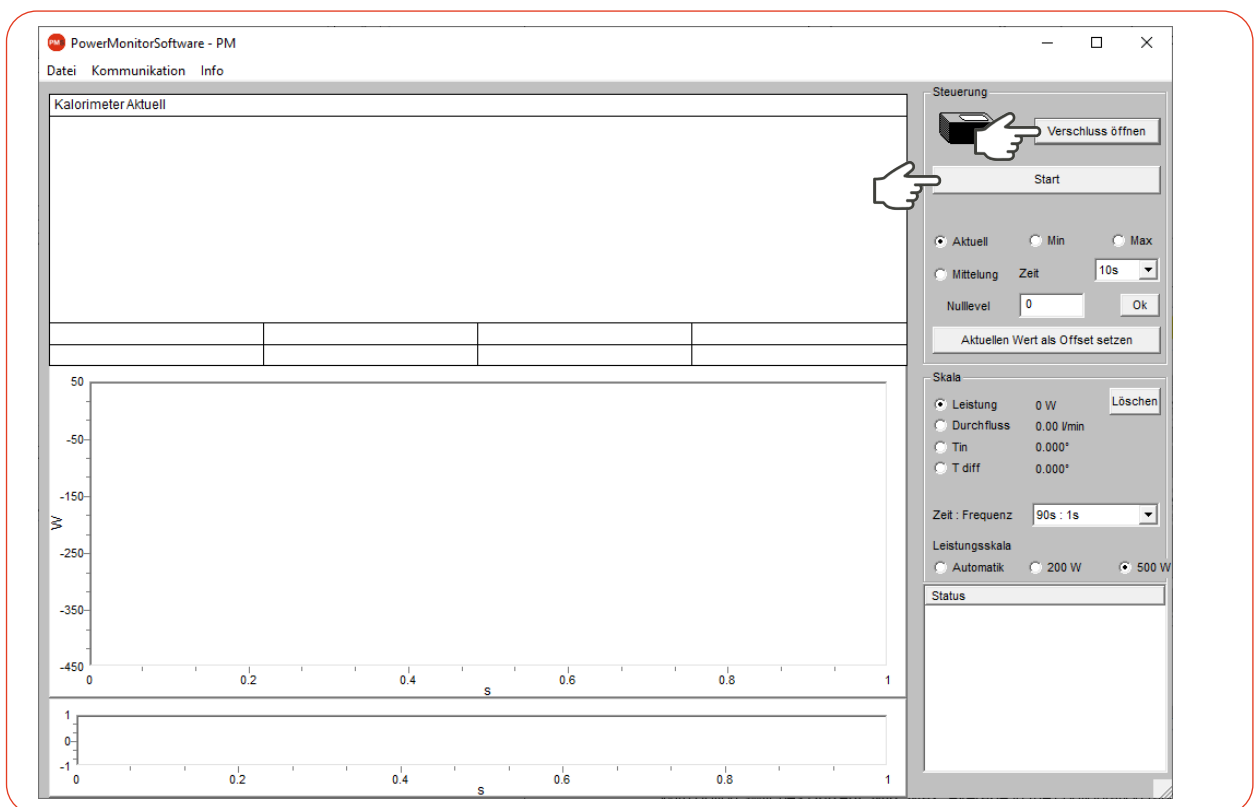 PM PowerMonitorSoftware - PM
Datei Kommunikation Info
Kalorimeter Aktuell
Steuerung
Verschluss öffnen
Start
Aktuell Min Max
Mittelung Zeit 10s
Nulllevel 0 Ok
Aktuellen Wert als Offset setzen
Skala
Leistung 0 W Löschen
Durchfluss 0.00 l/min
Tin 0.000°
T diff 0.000°
Zeit : Frequenz 90s : 1s
Leistungsskala
Automatik 200 W 500 W
Status
50
-50
-150
W
-250
-350
-450
0 0.2 0.4 0.6 0.8 1
s
1
0
-1
0 0.2 0.4 0.6 0.8 1
s